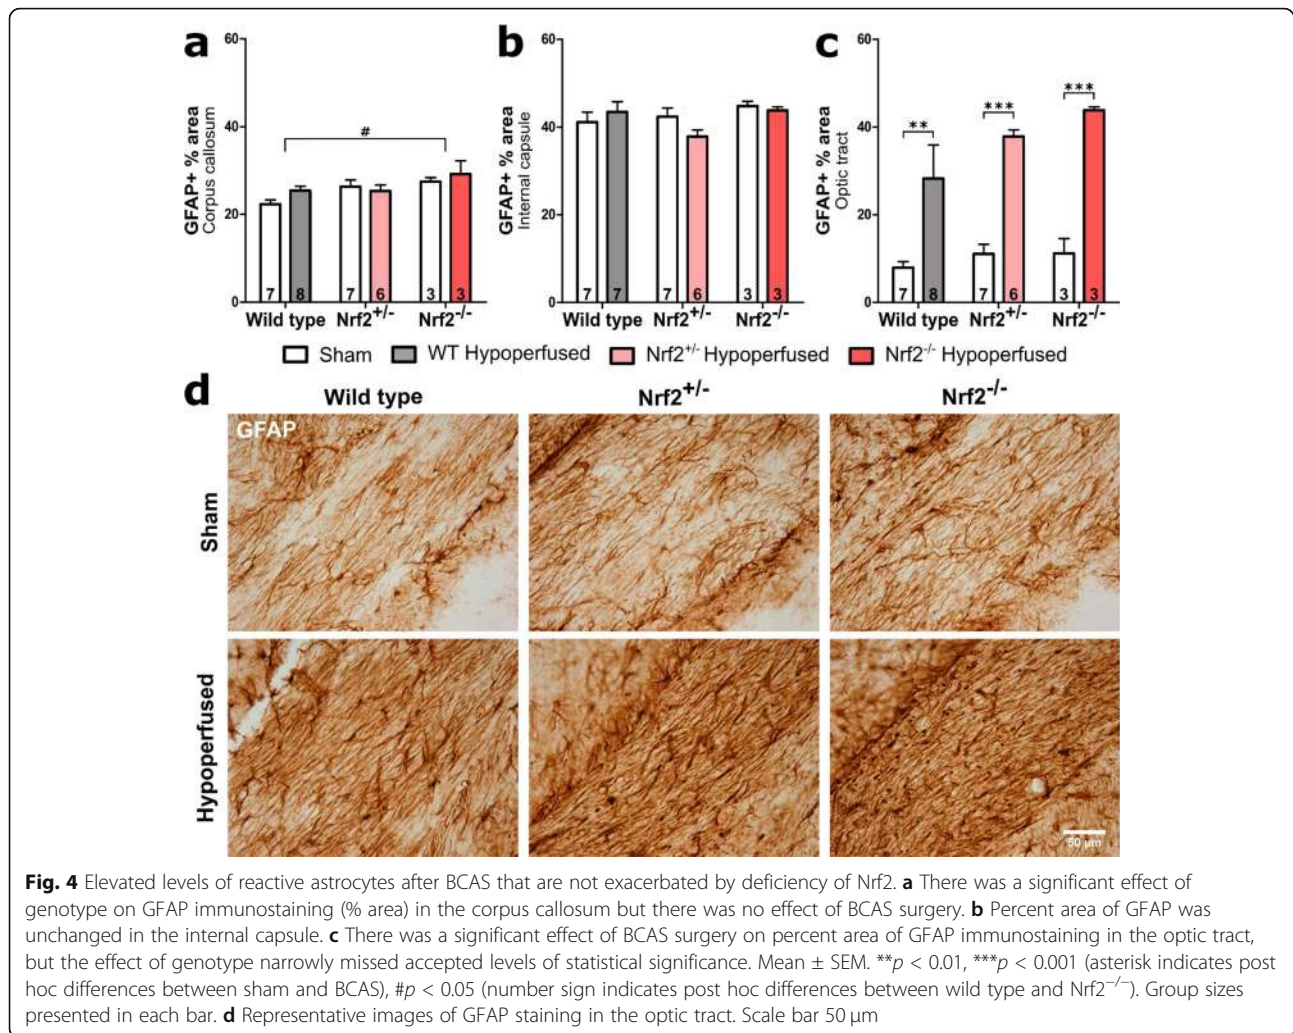 a
60
40
20
0
GFAP+ % area
Corpus callosum
#
7 8 7 6 3 3
Wild type Nrf2+/- Nrf2-/-
b
60
40
20
0
GFAP+ % area
Internal capsule
7 7 7 6 3 3
Wild type Nrf2+/- Nrf2-/-
c
60
40
20
0
GFAP+ % area
Optic tract
** *** ***
7 8 7 6 3 3
Wild type Nrf2+/- Nrf2-/-
Sham WT Hypoperfused Nrf2+/- Hypoperfused Nrf2-/- Hypoperfused
d
Wild type Nrf2+/- Nrf2-/-
GFAP
Sham
Hypoperfused
50 µm
Fig. 4 Elevated levels of reactive astrocytes after BCAS that are not exacerbated by deficiency of Nrf2. a There was a significant effect of
genotype on GFAP immunostaining (% area) in the corpus callosum but there was no effect of BCAS surgery. b Percent area of GFAP was
unchanged in the internal capsule. c There was a significant effect of BCAS surgery on percent area of GFAP immunostaining in the optic tract,
but the effect of genotype narrowly missed accepted levels of statistical significance. Mean ± SEM. **p < 0.01, ***p < 0.001 (asterisk indicates post
hoc differences between sham and BCAS), #p < 0.05 (number sign indicates post hoc differences between wild type and Nrf2−/−). Group sizes
presented in each bar. d Representative images of GFAP staining in the optic tract. Scale bar 50 µm